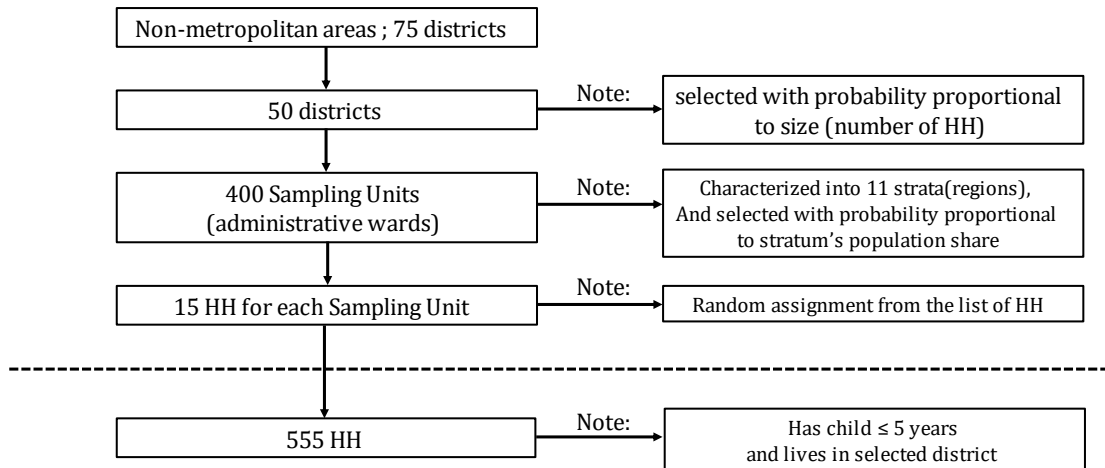 Non-metropolitan areas ; 75 districts
50 districts
Note:
selected with probability proportional
to size (number of HH)
400 Sampling Units
(administrative wards)
Note:
Characterized into 11 strata(regions),
And selected with probability proportional
to stratum's population share
15 HH for each Sampling Unit
Note:
Random assignment from the list of HH
555 HH
Note:
Has child ≤ 5 years
and lives in selected district